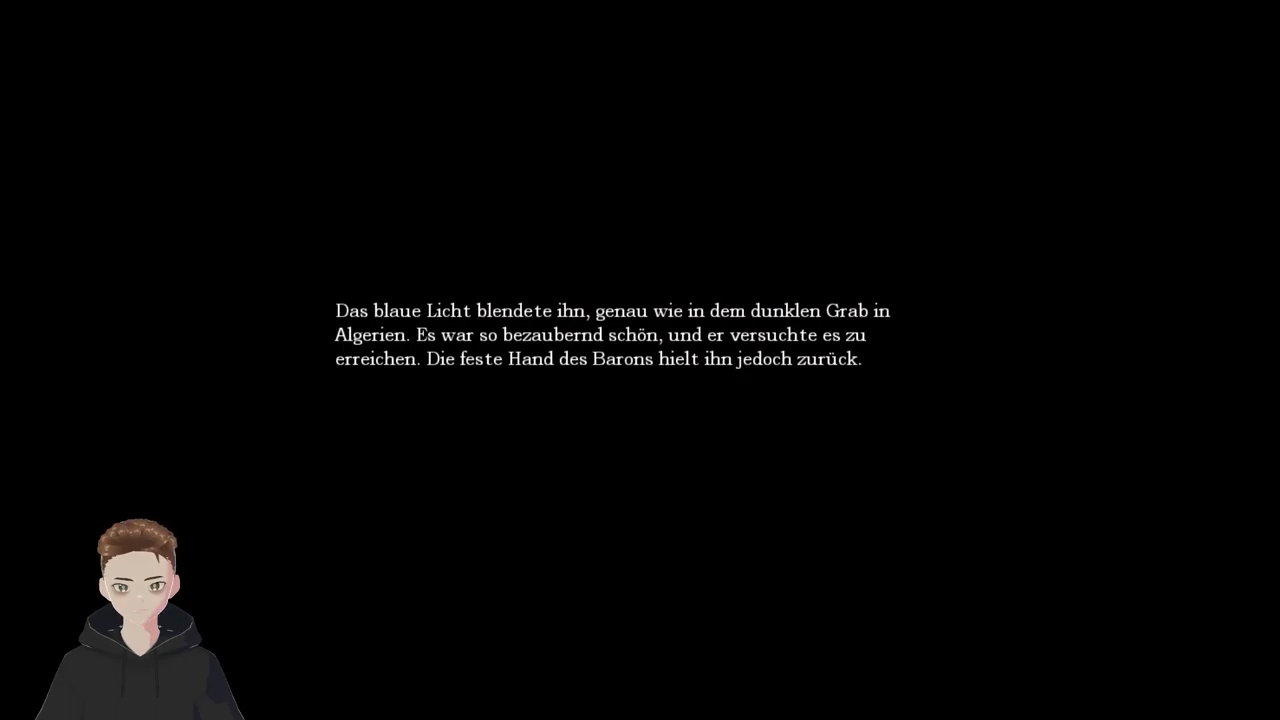 Das blaue Licht blendete ihn, genau wie in dem dunklen Grab in
Algerien. Es war so bezaubernd schön, und er versuchte es zu
erreichen. Die feste Hand des Barons hielt ihn jedoch zurück.